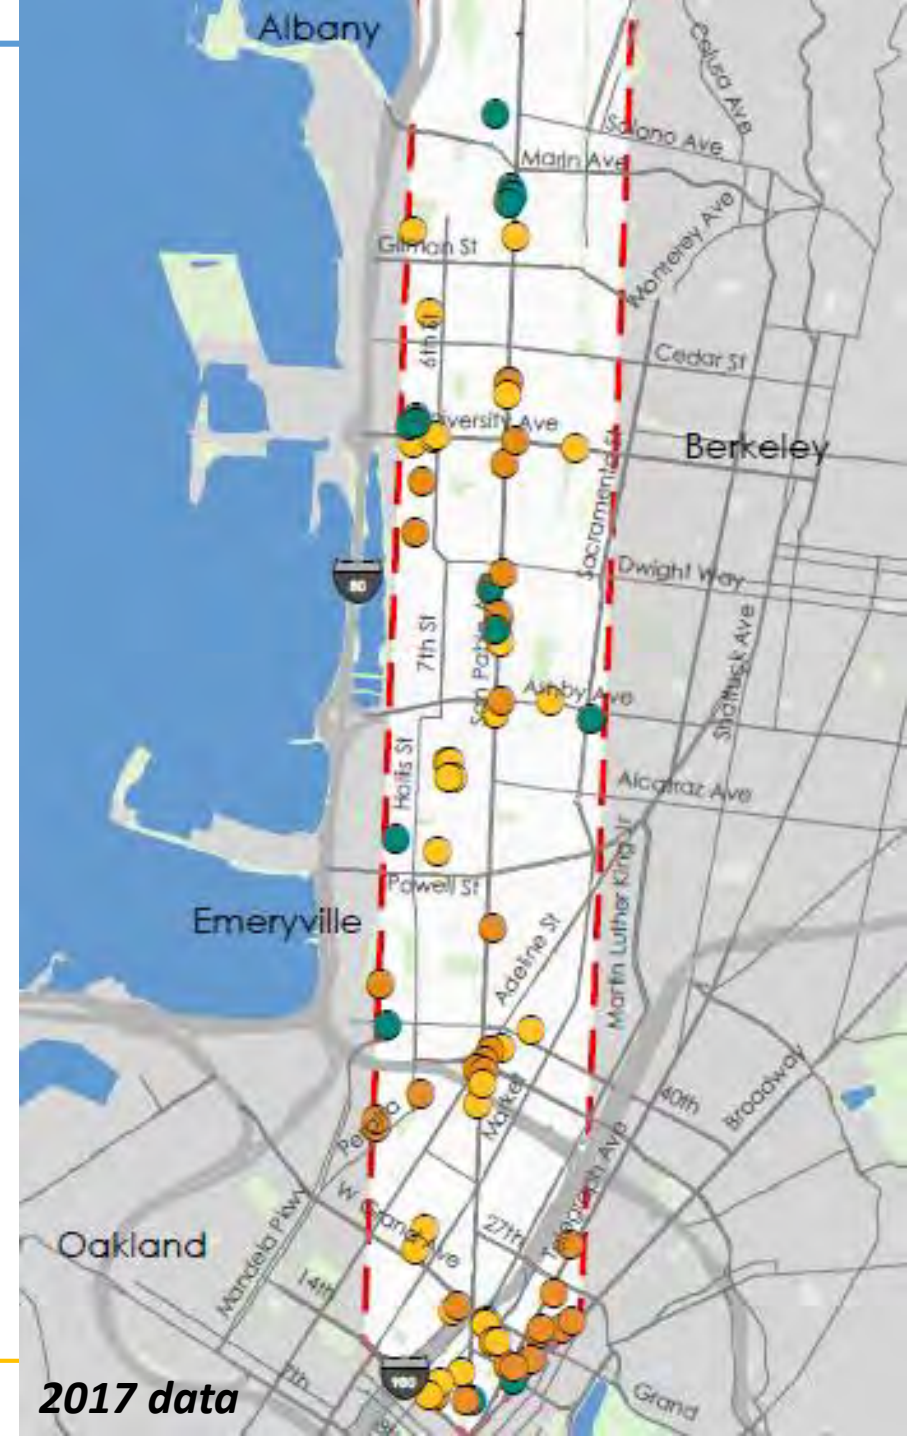 Albany
Colusa Ave
Solano Ave
Marin Ave
Monterey Ave
Gilman St
6th St
Cedar St
iversity Ave
Berkeley
Sacramento St
80
Dwight Way
7th St
San Pab
Shattuck Ave
Ashby Ave
Hollis St
Alcatraz Ave
Powell St
Martin Luther King Jr
Emeryville
Adeline St
40th
Broadway
Market
Peralta
Telegraph Ave
W Grand Ave
27th
Oakland
Mandela Pkwy
14th
7th
Grand
2017 data